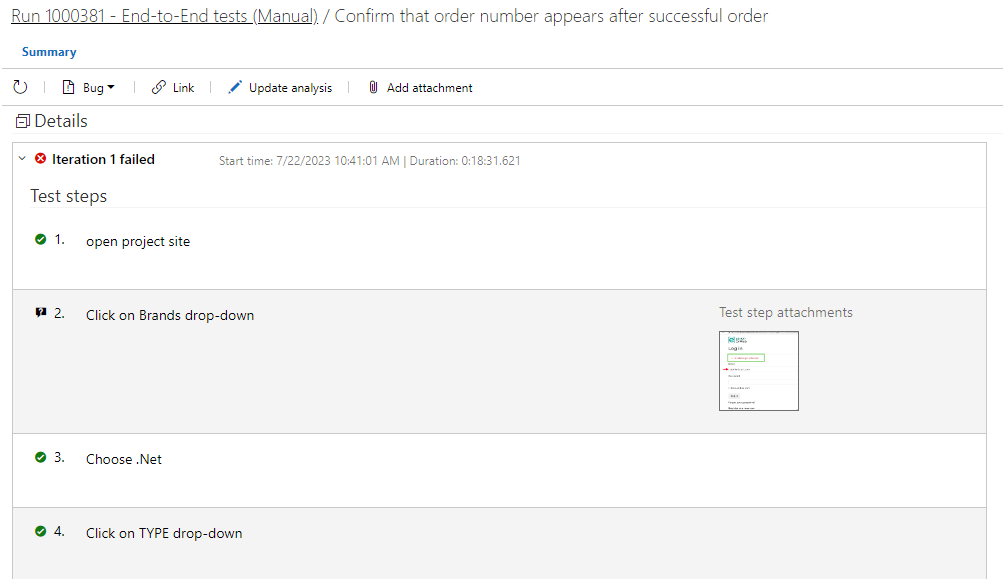 Run 1000381 - End-to-End tests (Manual) / Confirm that order number appears after successful order
Summary
Bug Link Update analysis Add attachment
Details
Iteration 1 failed Start time: 7/22/2023 10:41:01 AM | Duration: 0:18:31.621
Test steps
1. open project site
2. Click on Brands drop-down Test step attachments
Log in
3. Choose .Net
4. Click on TYPE drop-down